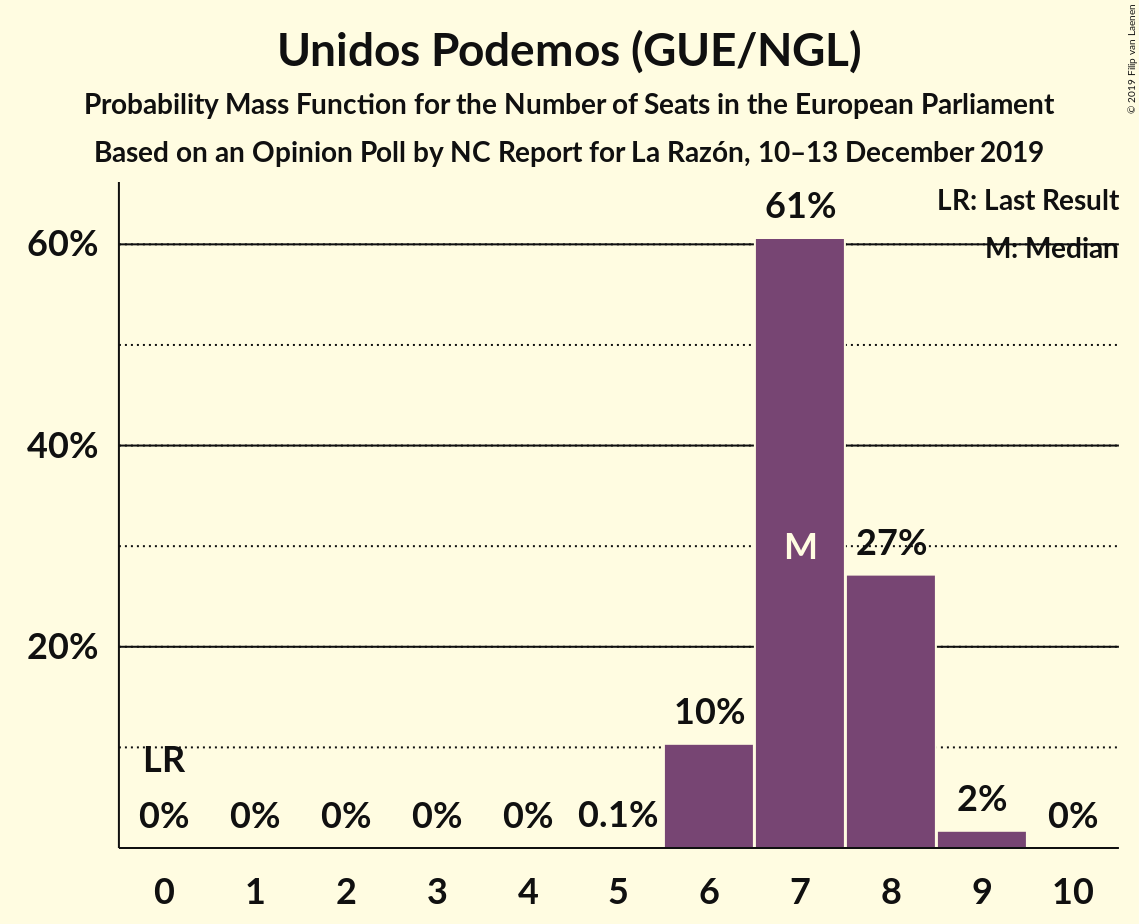 Unidos Podemos (GUE/NGL)
Probability Mass Function for the Number of Seats in the European Parliament
Based on an Opinion Poll by NC Report for La Razón, 10–13 December 2019
© 2019 Filip van Laenen
LR: Last Result
M: Median
61%
60%
40%
M
27%
20%
10%
LR
0% 0% 0% 0% 0% 0.1% 2% 0%
0 1 2 3 4 5 6 7 8 9 10